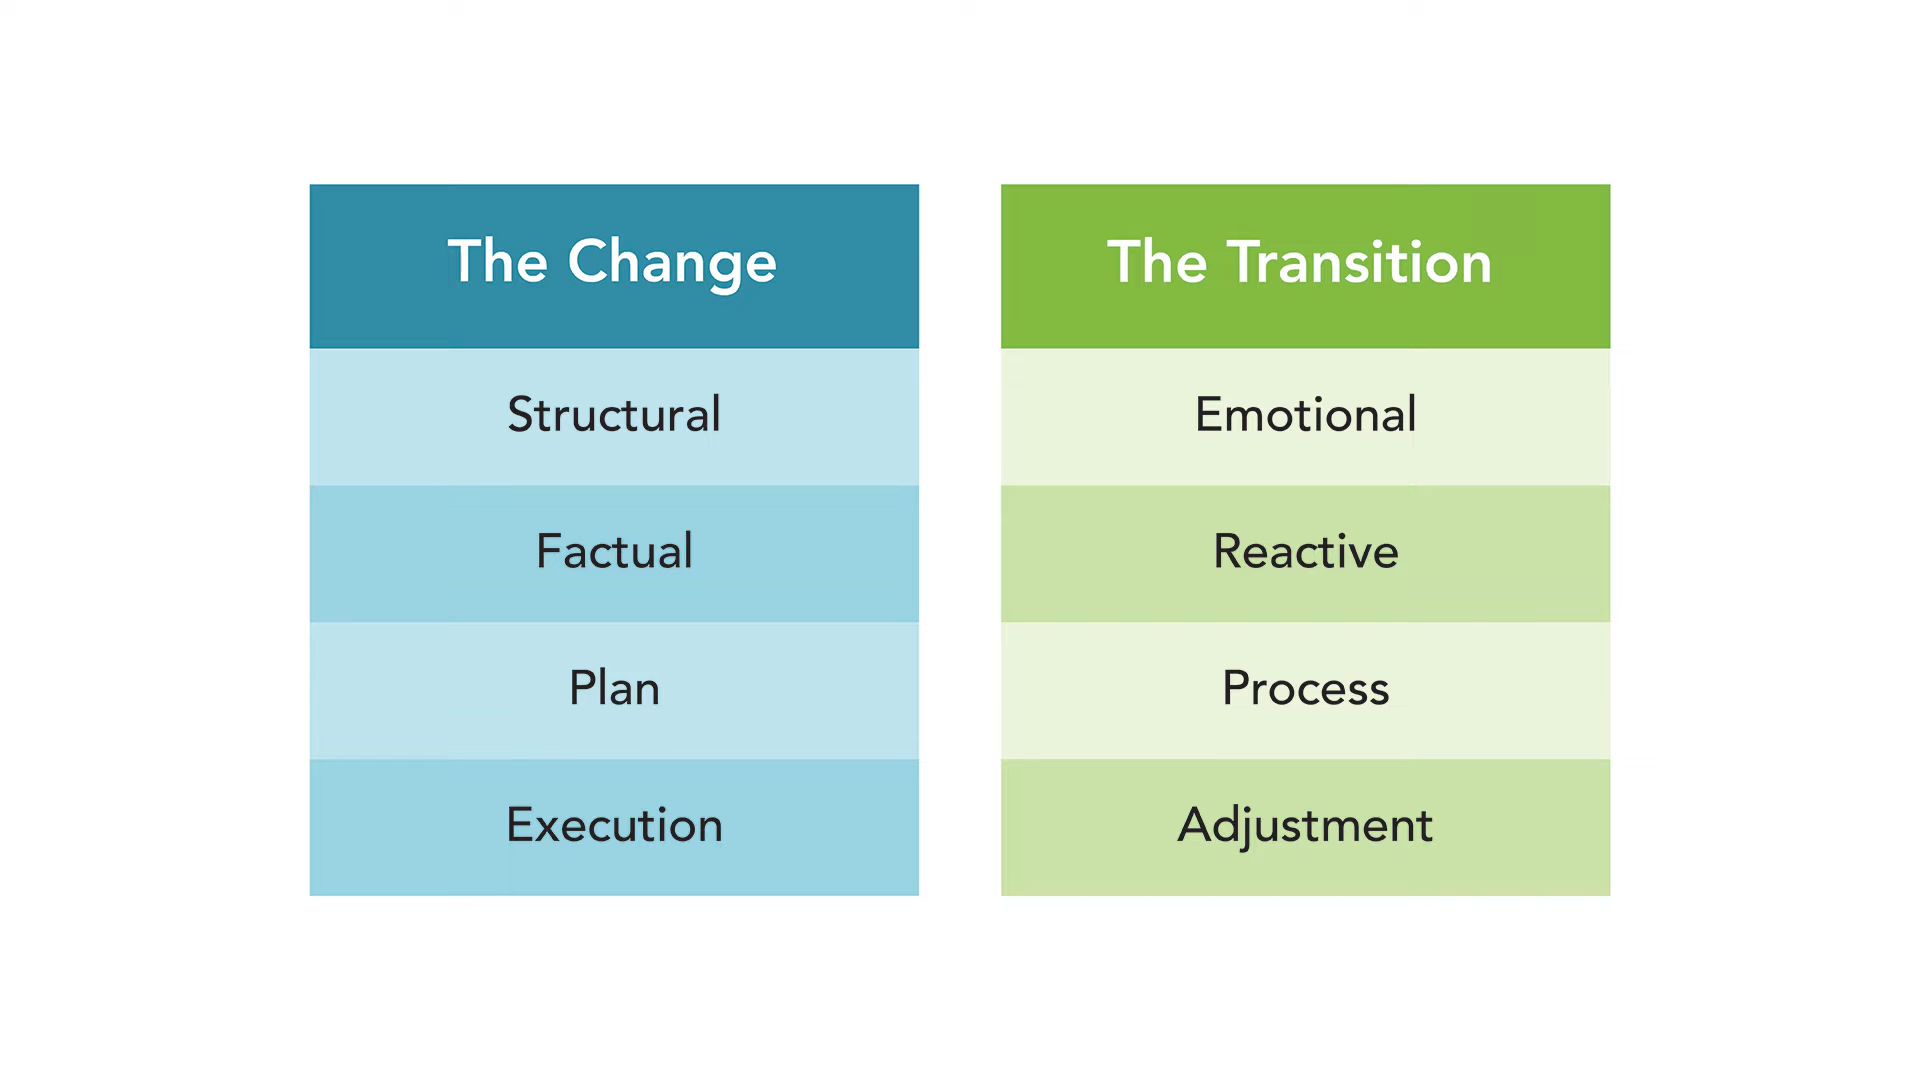 The Change
Structural
Factual
Plan
Execution
The Transition
Emotional
Reactive
Process
Adjustment